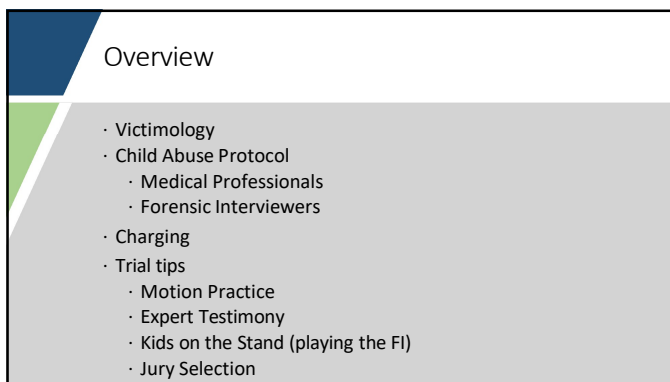 Overview
· Victimology
· Child Abuse Protocol
· Medical Professionals
· Forensic Interviewers
· Charging
· Trial tips
· Motion Practice
· Expert Testimony
· Kids on the Stand (playing the FI)
· Jury Selection